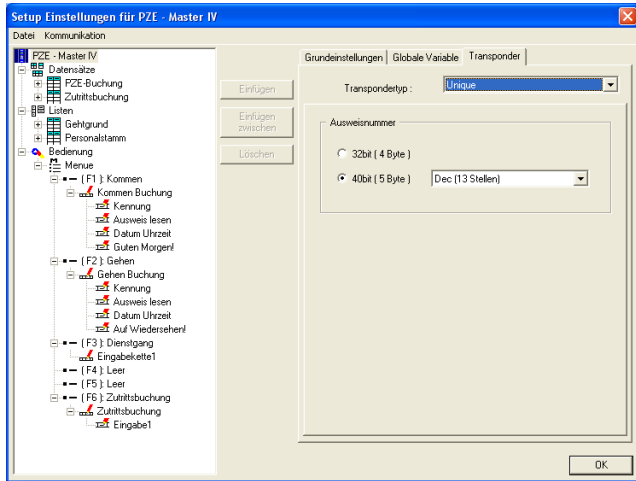 Setup Einstellungen für PZE - Master IV
Datei Kommunikation
PZE - Master IV
Datensätze
PZE-Buchung
Zutrittsbuchung
Listen
Gehtgrund
Personalstamm
Bedienung
Menue
( F1 ): Kommen
Kommen Buchung
Kennung
Ausweis lesen
Datum Uhrzeit
Guten Morgen!
( F2 ): Gehen
Gehen Buchung
Kennung
Ausweis lesen
Datum Uhrzeit
Auf Wiedersehen!
( F3 ): Dienstgang
Eingabekette1
( F4 ): Leer
( F5 ): Leer
( F6 ): Zutrittsbuchung
Zutrittsbuchung
Eingabe1
Einfügen
Einfügen
zwischen
Löschen
Grundeinstellungen Globale Variable Transponder
Transpondertyp : Unique
Ausweisnummer
32bit ( 4 Byte )
40bit ( 5 Byte ) Dec (13 Stellen)
OK